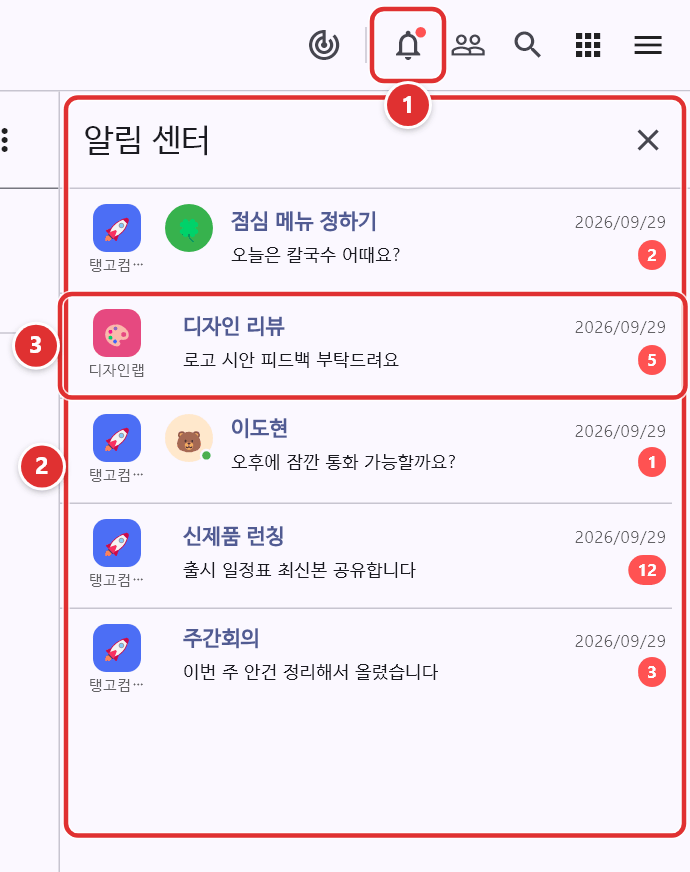 1
알림 센터
점심 메뉴 정하기
2026/09/29
오늘은 칼국수 어때요?
2
탱고컴…
3
디자인 리뷰
2026/09/29
로고 시안 피드백 부탁드려요
5
디자인랩
2
이도현
2026/09/29
오후에 잠깐 통화 가능할까요?
1
탱고컴…
신제품 런칭
2026/09/29
출시 일정표 최신본 공유합니다
12
탱고컴…
주간회의
2026/09/29
이번 주 안건 정리해서 올렸습니다
3
탱고컴…